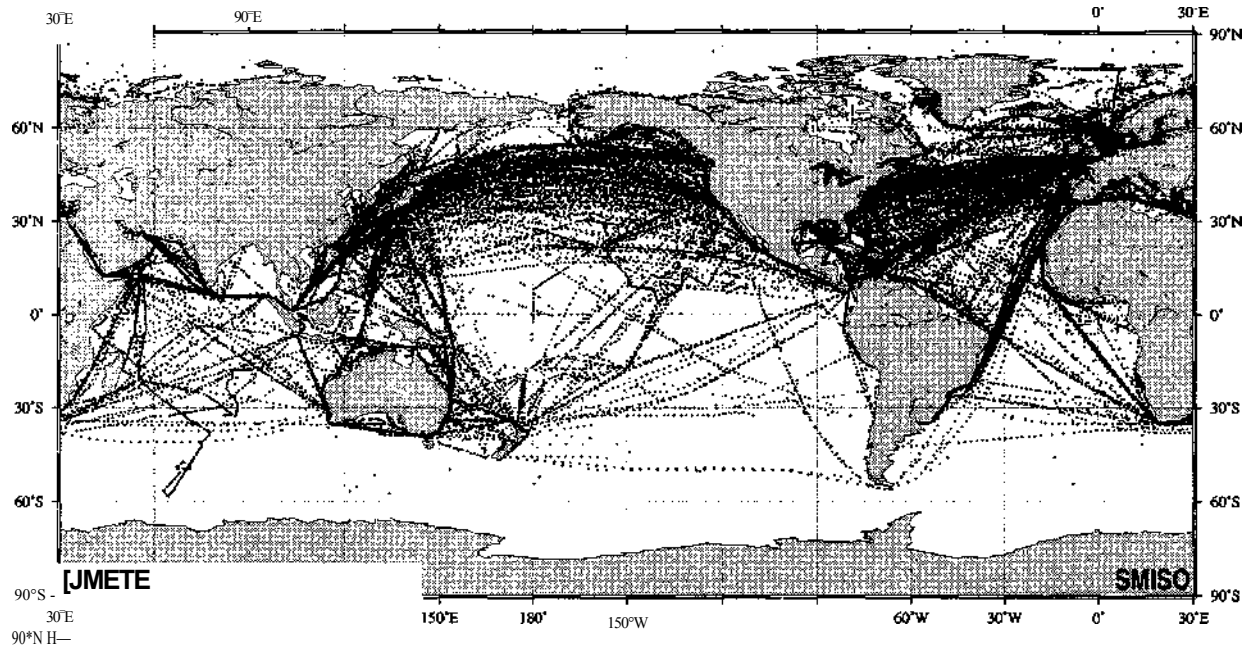 30°E 90°E 0° 30°E
90°N
60°N 60°N
30°N 30°N
0° 0°
30°S 30°S
60°S 60°S
[JMETE SMISO
90°S - 90°S
30°E 150°E 180° 150°W 60°W 30°W 0° 30°E
90*N H—